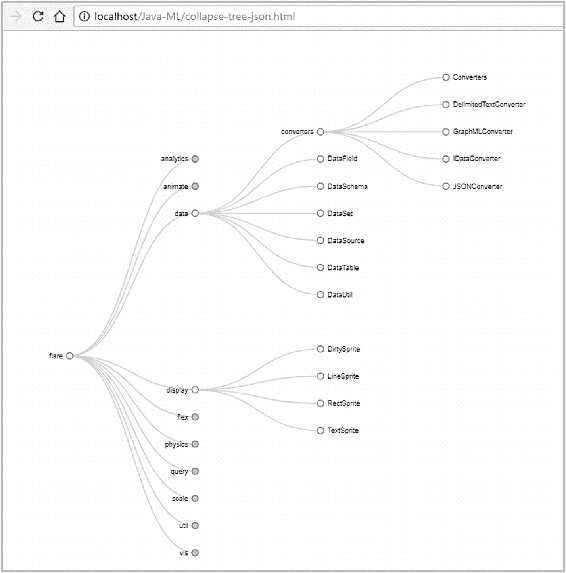 localhost/Java-ML/collapse-tree-json.html
Converters
DelimitedTextConverter
converters
GraphMLConverter
analytics
DataField
IDataConverter
animate
DataSchema
JSONConverter
data
DataSet
DataSource
DataTable
DataUtil
flare
DirtySprite
LineSprite
display
RectSprite
flex
TextSprite
physics
query
scale
util
vis